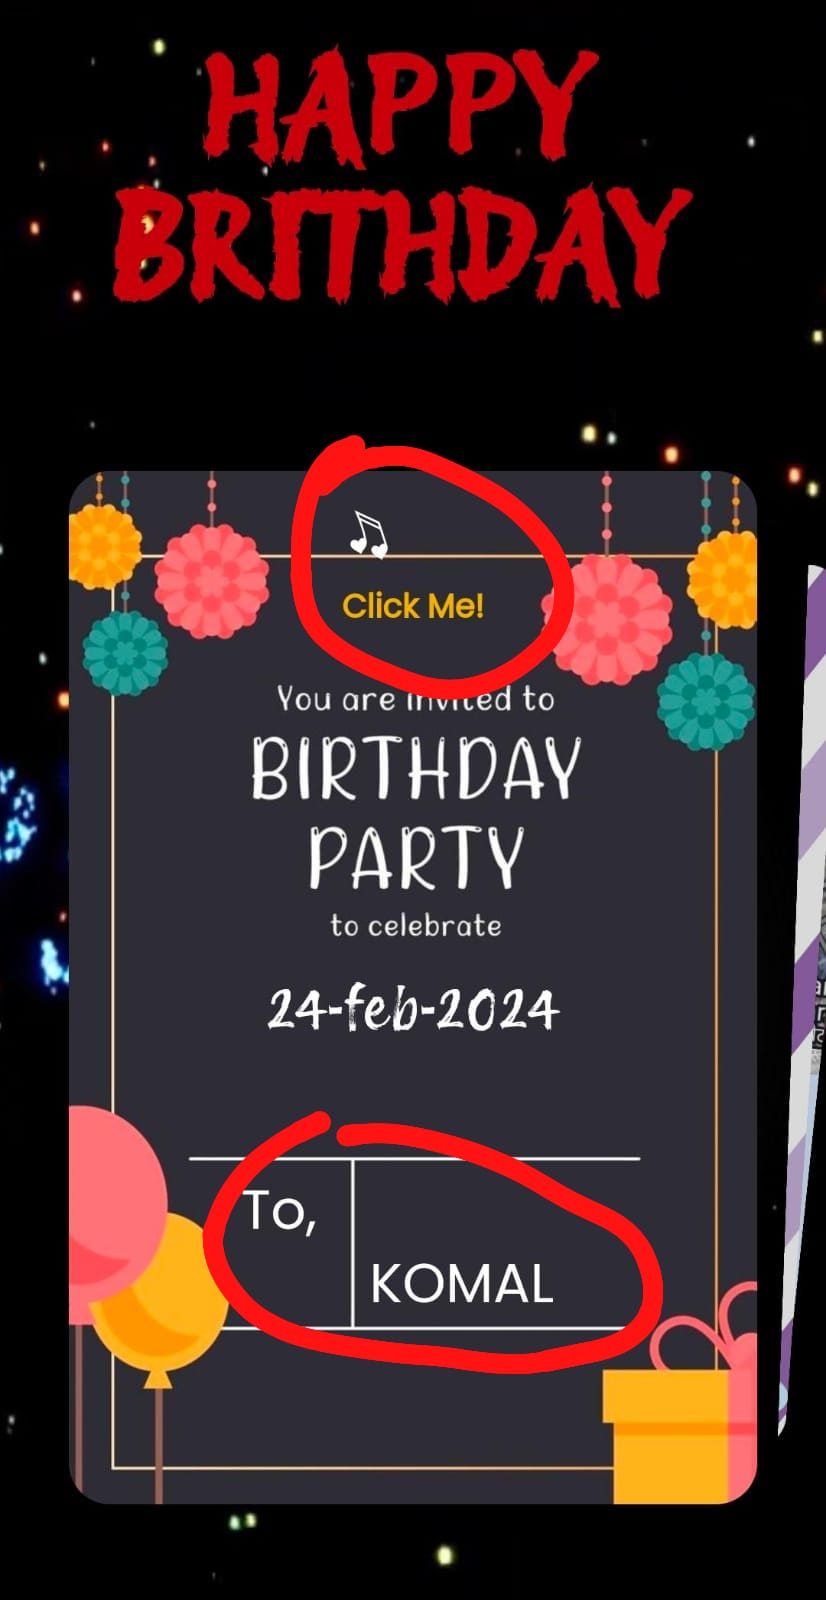 HAPPY
BRITHDAY
Click Me!
You are invited to
BIRTHDAY
PARTY
to celebrate
24-feb-2024
To,
KOMAL